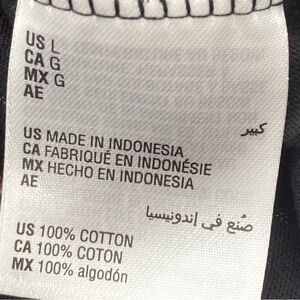 US L
CA G
MX G
AE
كبير
US MADE IN INDONESIA
CA FABRIQUÉ EN INDONÉSIE
MX HECHO EN INDONESIA
AE
صُنع في إندونيسيا
US 100% COTTON
CA 100% COTON
MX 100% algodón